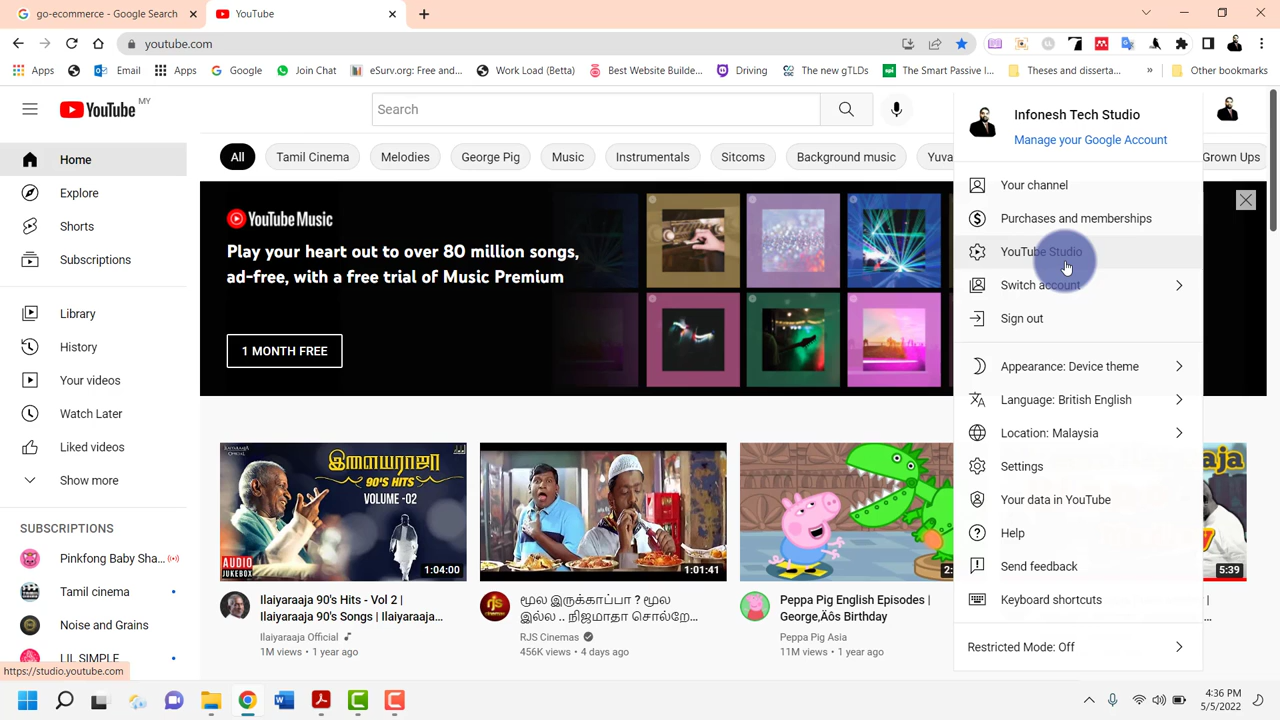 go-ecommerce - Google Search
YouTube
youtube.com
Apps
Email
Appl
Google
Join Chat
eSurv.org: Free and...
Work Load (Betta)
Best Website Builde...
Driving
The new gTLDs
The Smart Passive I...
Theses and disserta...
»
Other bookmarks
YouTube MY
Search
Home
Explore
Shorts
Subscriptions
Library
History
Your videos
Watch Later
Liked videos
Show more
SUBSCRIPTIONS
Pinkfong Baby Sha...
Tamil cinema
Noise and Grains
LIL SIMPLE
https://studio.youtube.com
All
Tamil Cinema
Melodies
George Pig
Music
Instrumentals
Sitcoms
Background music
Yuva
Grown Ups
YouTube Music
Play your heart out to over 80 million songs,
ad-free, with a free trial of Music Premium
1 MONTH FREE
இளையராஜா
90'S HITS
VOLUME -02
AUDIO
JUKEBOX
1:04:00
Ilaiyaraaja 90's Hits - Vol 2 |
Ilaiyaraaja 90's Songs | Ilaiyaraaja...
Ilaiyaraaja Official
1M views • 1 year ago
1:01:41
மூல இருக்காப்பா ? மூல
இல்ல .. நிஜமாதா சொல்றே...
RJS Cinemas
456K views • 4 days ago
2:
Peppa Pig English Episodes |
George‚Äôs Birthday
Peppa Pig Asia
11M views • 1 year ago
5:39
Infonesh Tech Studio
Manage your Google Account
Your channel
Purchases and memberships
YouTube Studio
Switch account
Sign out
Appearance: Device theme
Language: British English
Location: Malaysia
Settings
Your data in YouTube
Help
Send feedback
Keyboard shortcuts
Restricted Mode: Off
4:36 PM
5/5/2022